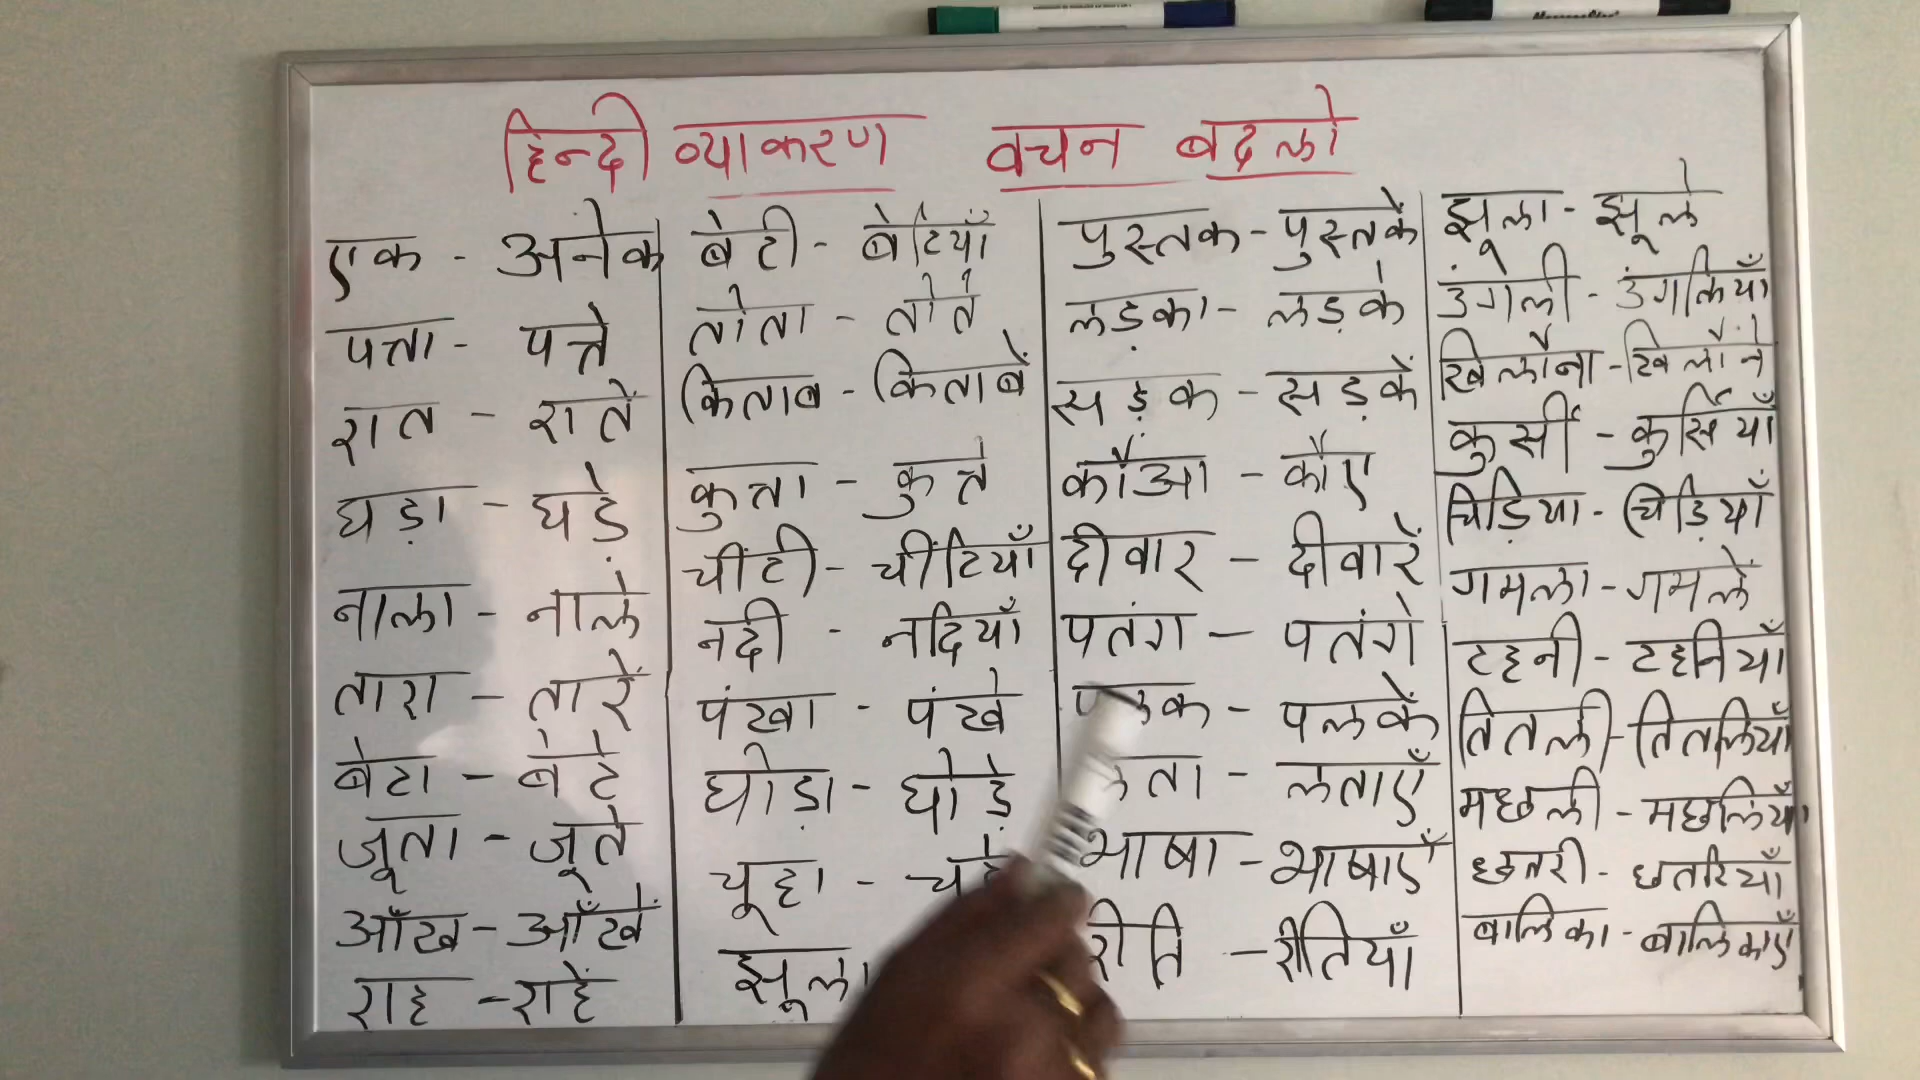 हिन्दी व्याकरण वचन बदलो
एक - अनेक
पत्ता - पत्ते
रात - रातें
घड़ा - घड़े
नाला - नाले
तारा - तारें
बेटा - बेटे
जूता - जूते
आँख - आँखें
राह - राहें
बेटी - बेटियाँ
तोता - तोते
किताब - किताबें
कुत्ता - कुत्ते
चींटी - चींटियाँ
नदी - नदियाँ
पंखा - पंखे
घोड़ा - घोड़े
चूहा -
झूला
पुस्तक - पुस्तकें
लड़का - लड़के
सड़क - सड़कें
कौआ - कौए
दीवार - दीवारें
पतंग - पतंगे
पलकें
लताएँ
भाषा - भाषाएँ
रीति - रीतियाँ
झूला - झूले
उंगली - उंगलियाँ
खिलौना - खिलौने
कुर्सी - कुर्सियाँ
चिड़िया - चिड़ियाँ
गमला - गमलें
टहनी - टहनियाँ
तितली - तितलियाँ
मछली - मछलियाँ
छतरी - छतरियाँ
बालिका - बालिकाएँ